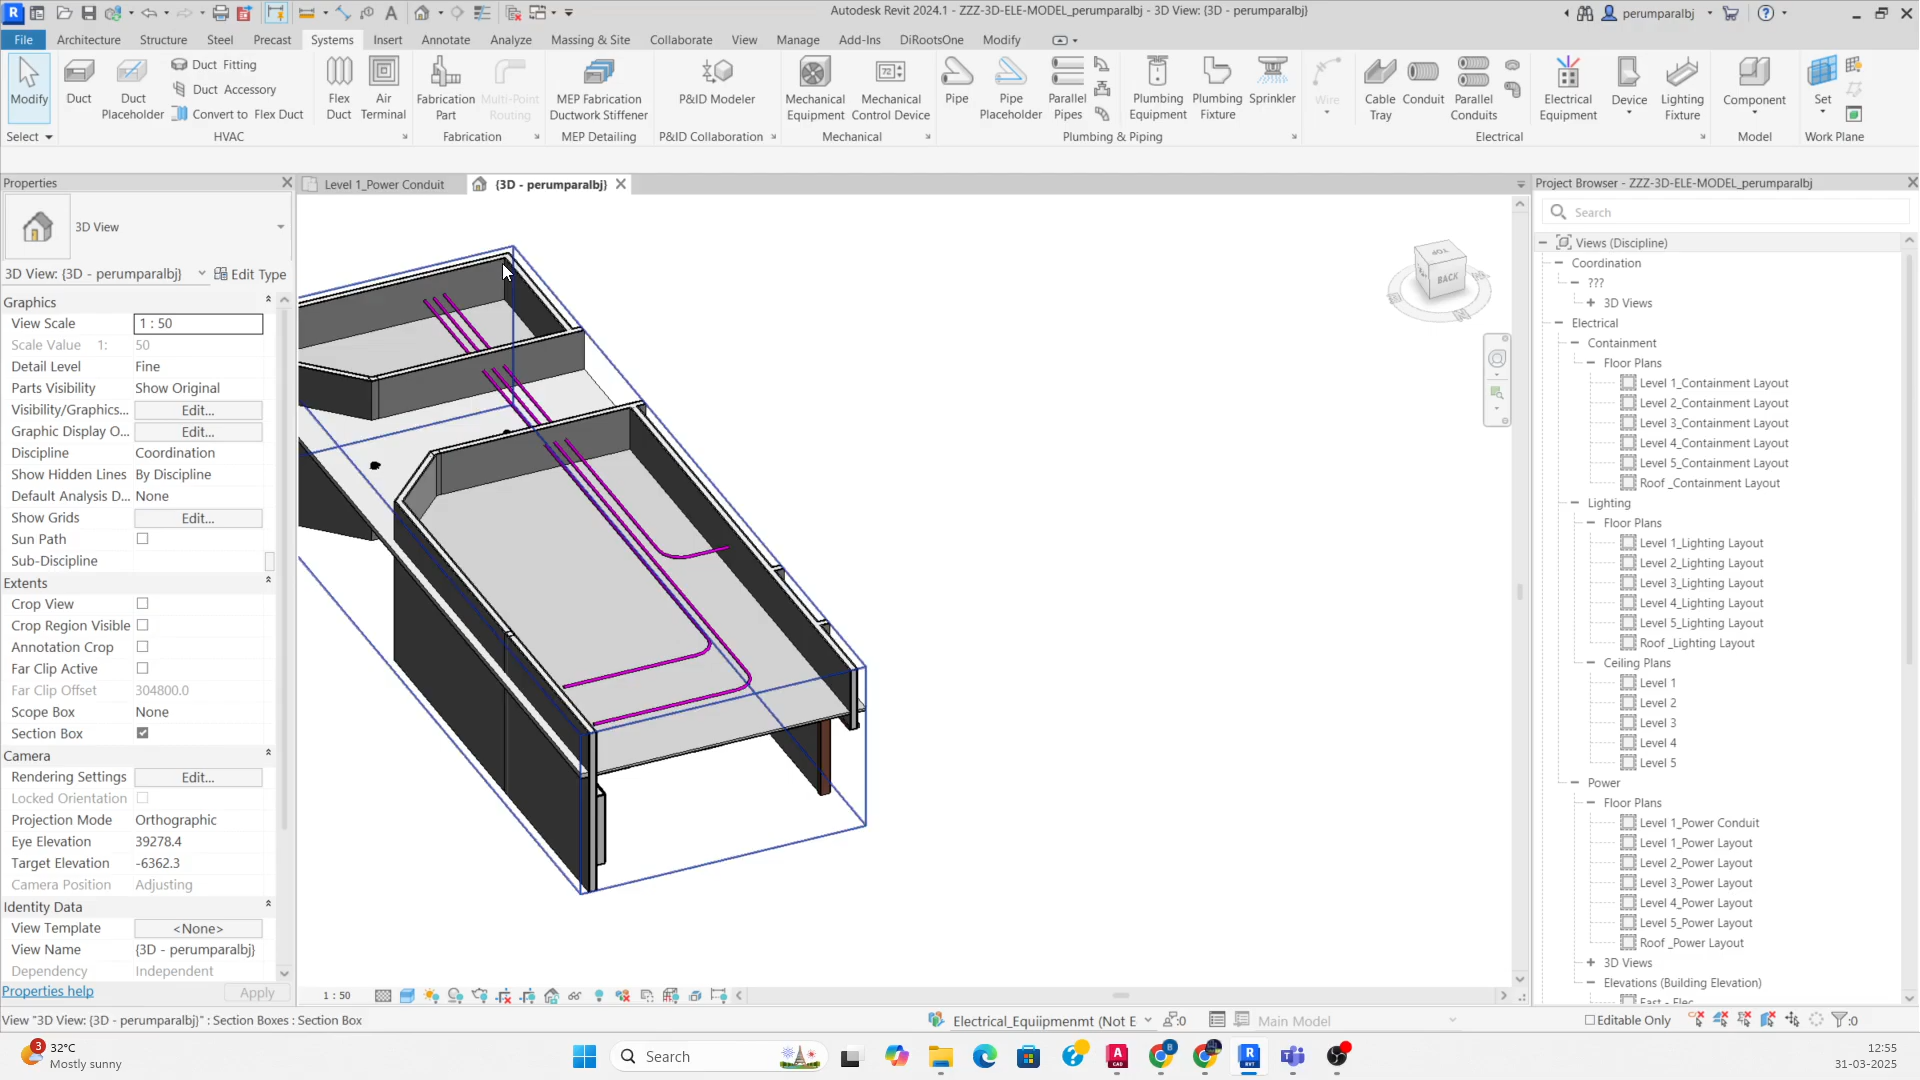 Autodesk Revit 2024.1 - ZZZ-3D-ELE-MODEL_perumparalbj - 3D View: {3D - perumparalbj}
perumparalbj
File Architecture Structure Steel Precast Systems Insert Annotate Analyze Massing & Site Collaborate View Manage Add-Ins DiRootsOne Modify
Modify
Select
Duct
Duct Placeholder
Duct Fitting
Duct Accessory
Convert to Flex Duct
Flex Duct
Air Terminal
HVAC
Fabrication Part
Multi-Point Routing
Fabrication
MEP Fabrication Ductwork Stiffener
MEP Detailing
P&ID Modeler
P&ID Collaboration
Mechanical Equipment
Mechanical Control Device
Mechanical
Pipe
Pipe Placeholder
Parallel Pipes
Plumbing Equipment
Plumbing Fixture
Sprinkler
Plumbing & Piping
Wire
Cable Tray
Conduit
Parallel Conduits
Electrical Equipment
Device
Lighting Fixture
Electrical
Component
Model
Set
Work Plane
Properties
3D View
3D View: {3D - perumparalbj}
Edit Type
Graphics
View Scale 1 : 50
Scale Value 1: 50
Detail Level Fine
Parts Visibility Show Original
Visibility/Graphics... Edit...
Graphic Display O... Edit...
Discipline Coordination
Show Hidden Lines By Discipline
Default Analysis D... None
Show Grids Edit...
Sun Path
Sub-Discipline
Extents
Crop View
Crop Region Visible
Annotation Crop
Far Clip Active
Far Clip Offset 304800.0
Scope Box None
Section Box
Camera
Rendering Settings Edit...
Locked Orientation
Projection Mode Orthographic
Eye Elevation 39278.4
Target Elevation -6362.3
Camera Position Adjusting
Identity Data
View Template <None>
View Name {3D - perumparalbj}
Dependency Independent
Properties help
Apply
Level 1_Power Conduit
{3D - perumparalbj}
TOP
BACK
1 : 50
Project Browser - ZZZ-3D-ELE-MODEL_perumparalbj
Search
Views (Discipline)
Coordination
???
3D Views
Electrical
Containment
Floor Plans
Level 1_Containment Layout
Level 2_Containment Layout
Level 3_Containment Layout
Level 4_Containment Layout
Level 5_Containment Layout
Roof _Containment Layout
Lighting
Floor Plans
Level 1_Lighting Layout
Level 2_Lighting Layout
Level 3_Lighting Layout
Level 4_Lighting Layout
Level 5_Lighting Layout
Roof _Lighting Layout
Ceiling Plans
Level 1
Level 2
Level 3
Level 4
Level 5
Power
Floor Plans
Level 1_Power Conduit
Level 1_Power Layout
Level 2_Power Layout
Level 3_Power Layout
Level 4_Power Layout
Level 5_Power Layout
Roof _Power Layout
3D Views
Elevations (Building Elevation)
East - Elec
View "3D View: {3D - perumparalbj}" : Section Boxes : Section Box
Electrical_Equiipmenmt (Not E
:0
Main Model
Editable Only
:0
3
32°C
Mostly sunny
Search
8
12:55
31-03-2025